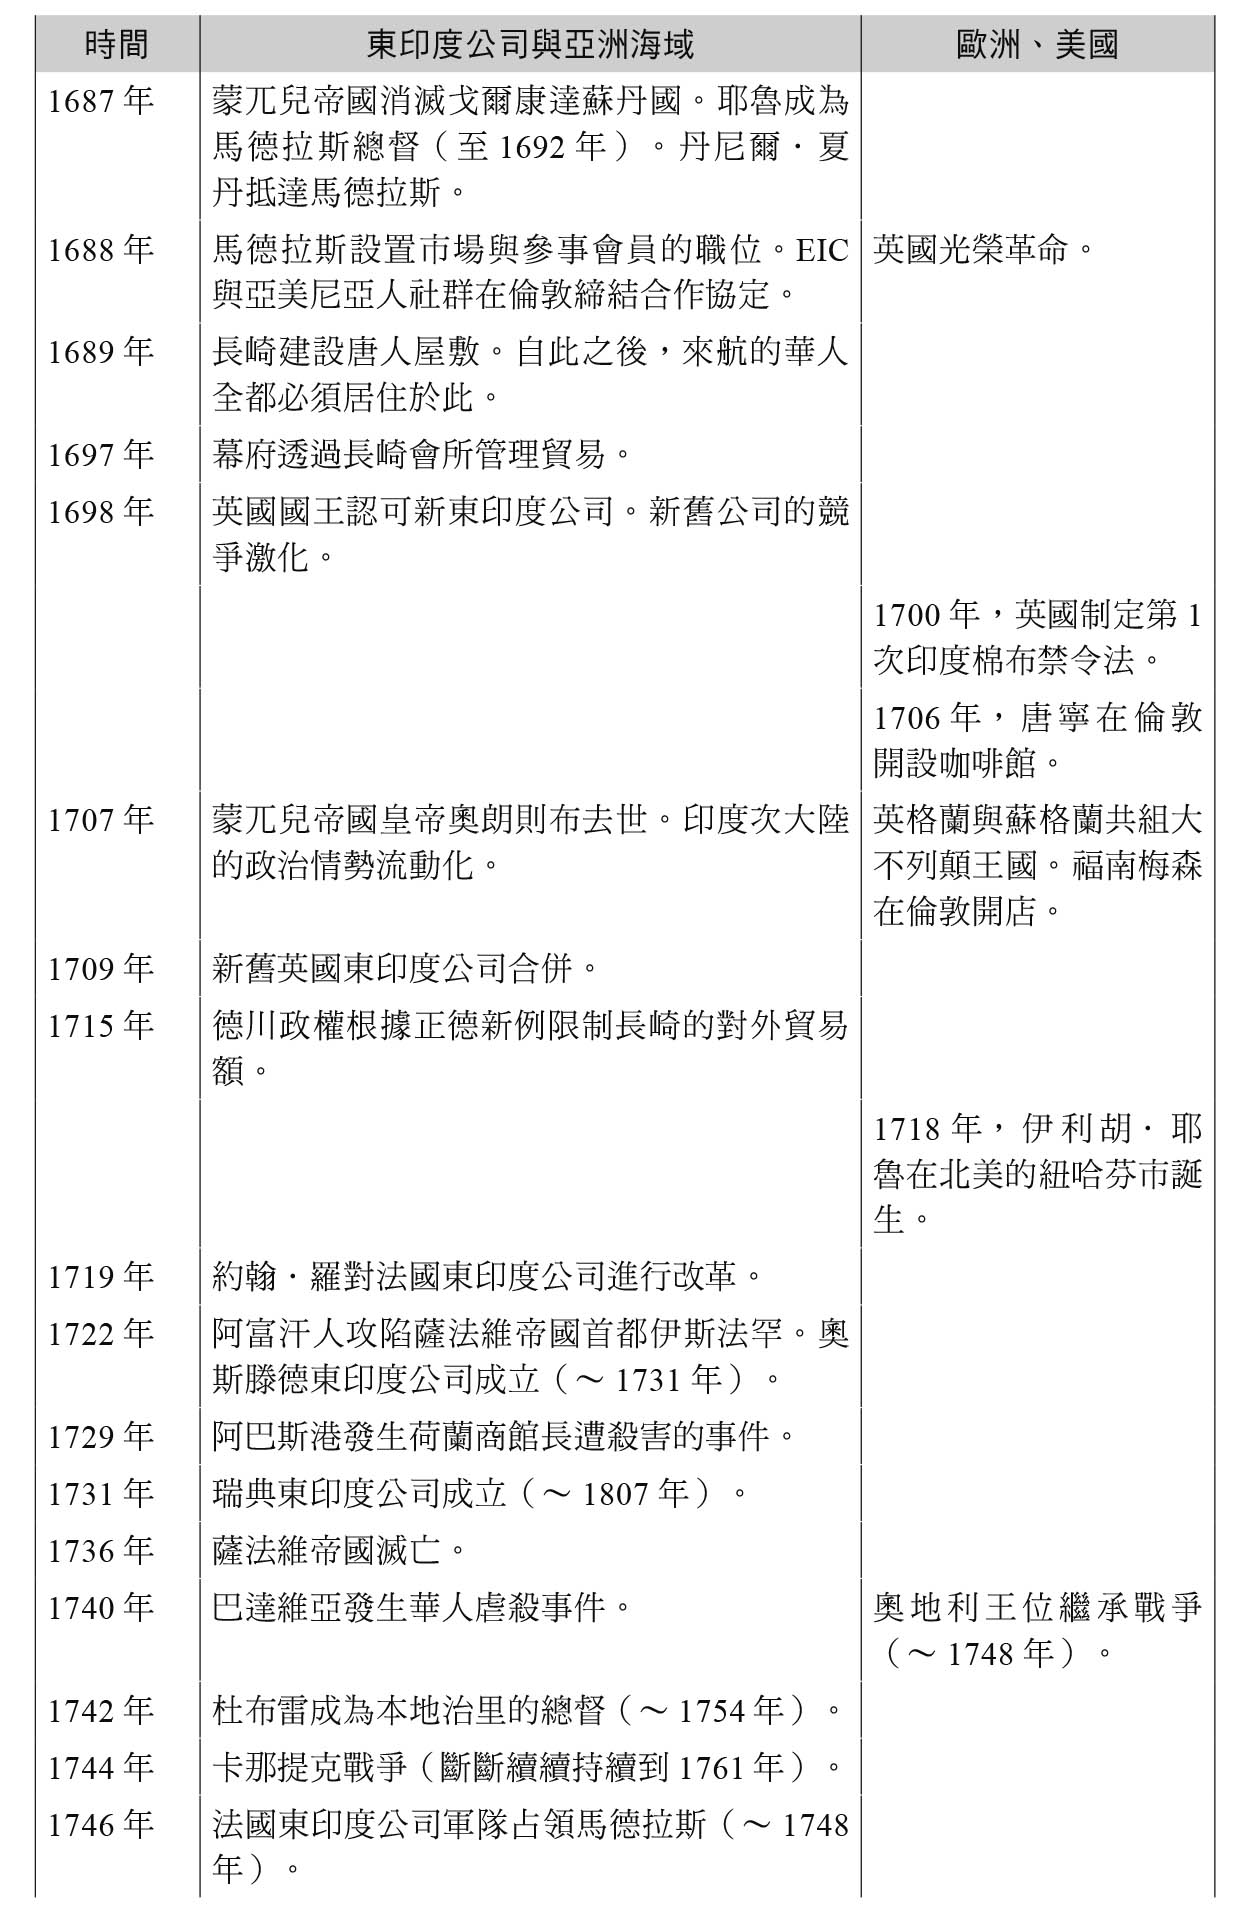 時間 東印度公司與亞洲海域 歐洲、美國
1687 年 蒙兀兒帝國消滅戈爾康達蘇丹國。耶魯成為
馬德拉斯總督（至 1692 年）。丹尼爾．夏
丹抵達馬德拉斯。
1688 年 馬德拉斯設置市場與參事會員的職位。EIC 英國光榮革命。
與亞美尼亞人社群在倫敦締結合作協定。
1689 年 長崎建設唐人屋敷。自此之後，來航的華人
全都必須居住於此。
1697 年 幕府透過長崎會所管理貿易。
1698 年 英國國王認可新東印度公司。新舊公司的競
爭激化。
1700 年，英國制定第 1
次印度棉布禁令法。
1706 年，唐寧在倫敦
開設咖啡館。
1707 年 蒙兀兒帝國皇帝奧朗則布去世。印度次大陸 英格蘭與蘇格蘭共組大
的政治情勢流動化。 不列顛王國。福南梅森
在倫敦開店。
1709 年 新舊英國東印度公司合併。
1715 年 德川政權根據正德新例限制長崎的對外貿易
額。
1718 年，伊利胡．耶
魯在北美的紐哈芬市誕
生。
1719 年 約翰．羅對法國東印度公司進行改革。
1722 年 阿富汗人攻陷薩法維帝國首都伊斯法罕。奧
斯滕德東印度公司成立（～ 1731 年）。
1729 年 阿巴斯港發生荷蘭商館長遭殺害的事件。
1731 年 瑞典東印度公司成立（～ 1807 年）。
1736 年 薩法維帝國滅亡。
1740 年 巴達維亞發生華人虐殺事件。 奧地利王位繼承戰爭
（～ 1748 年）。
1742 年 杜布雷成為本地治里的總督（～ 1754 年）。
1744 年 卡那提克戰爭（斷斷續續持續到 1761 年）。
1746 年 法國東印度公司軍隊占領馬德拉斯（～ 1748
年）。